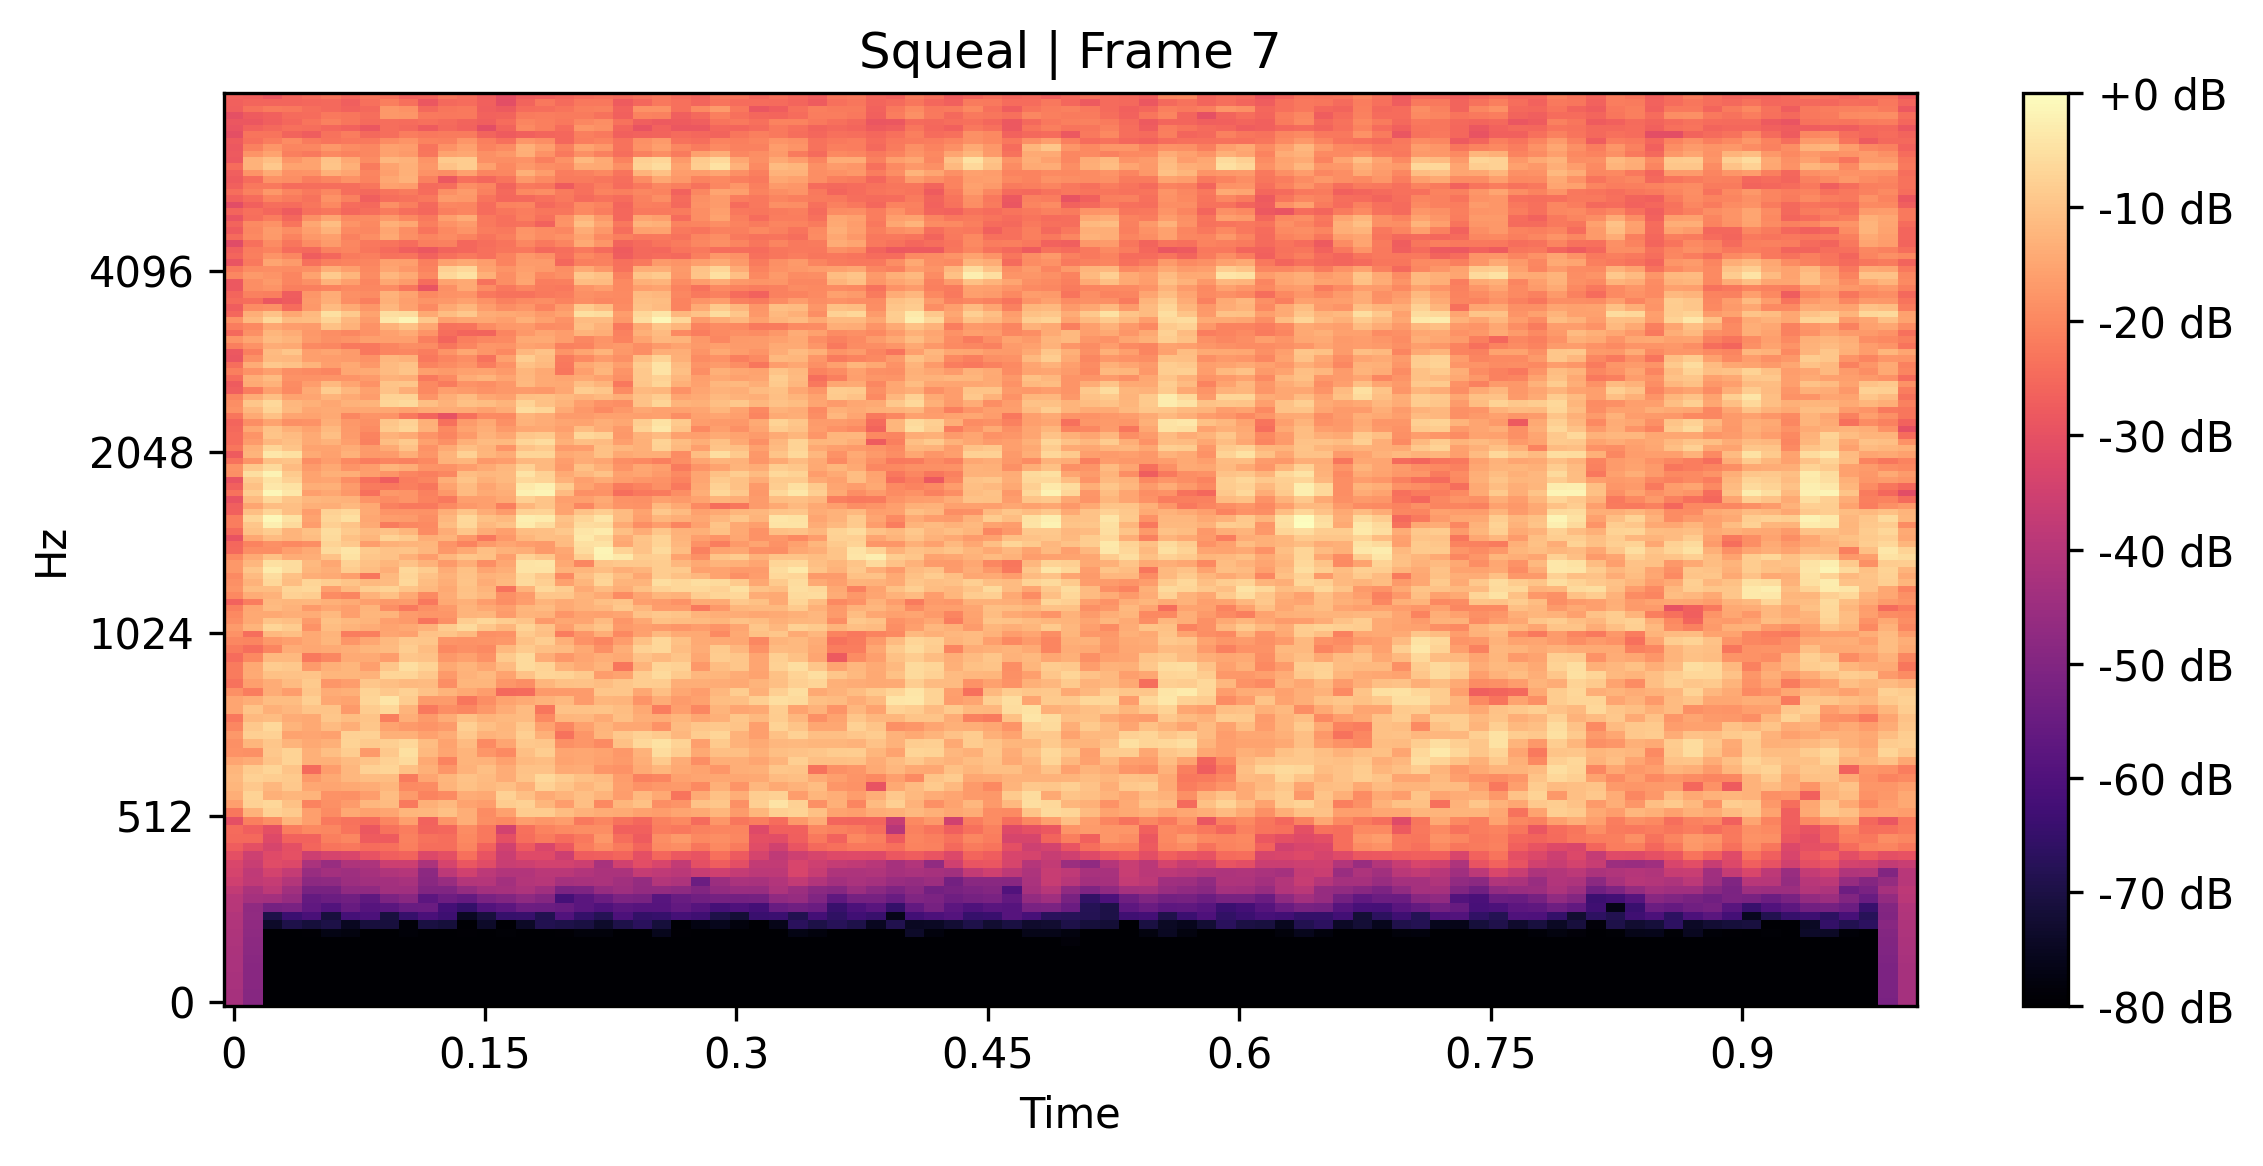 Squeal | Frame 7
Hz
4096
2048
1024
512
0
0 0.15 0.3 0.45 0.6 0.75 0.9
Time
+0 dB
-10 dB
-20 dB
-30 dB
-40 dB
-50 dB
-60 dB
-70 dB
-80 dB